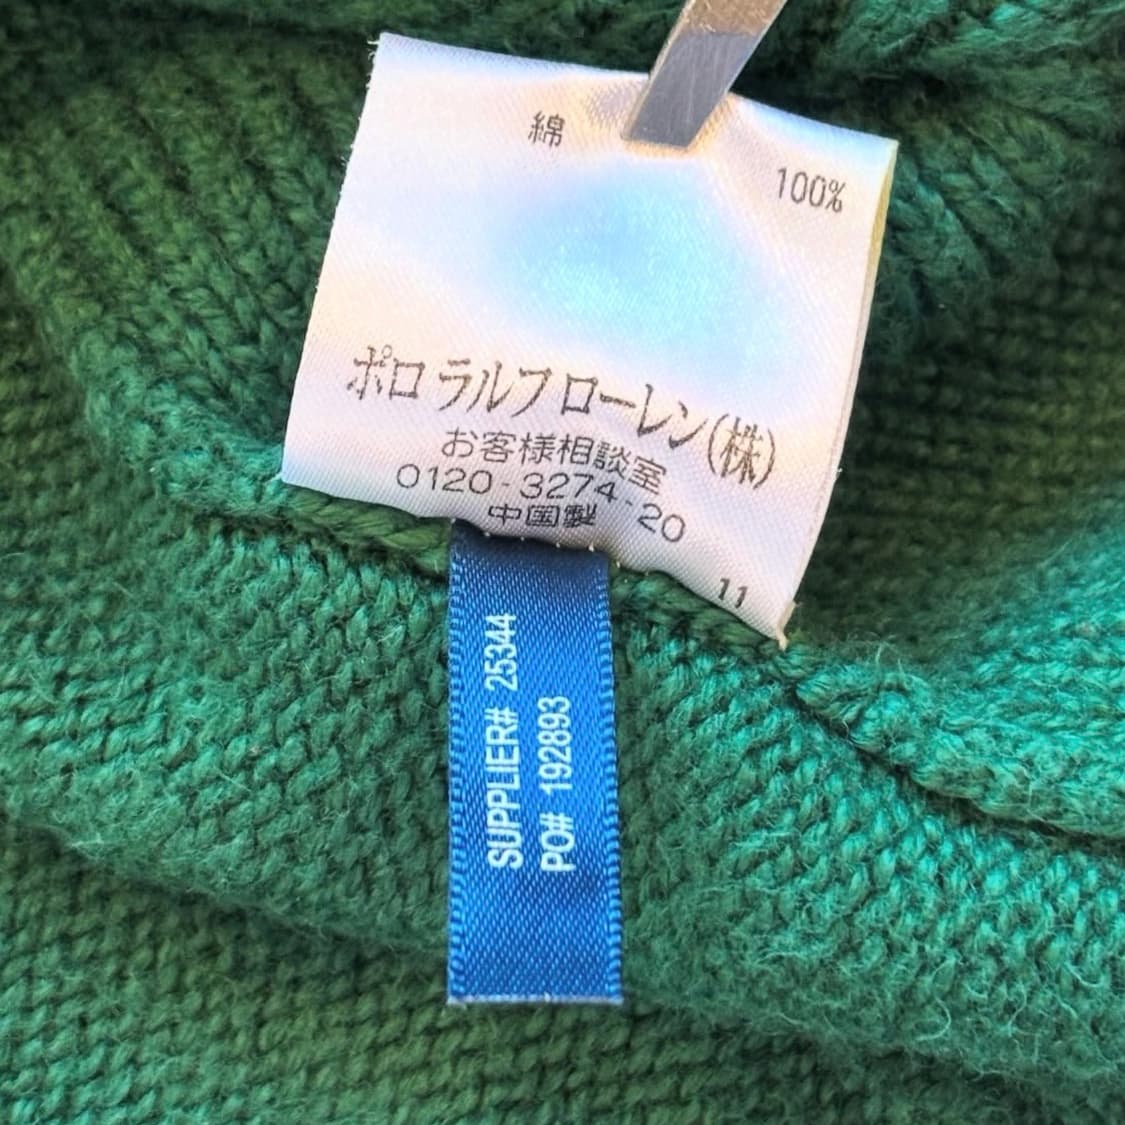 綿 100%
ポロ ラルフ ローレン(株)
お客様相談室
0120-3274-20
中国製
11
SUPPLIER# 25344
PO# 192893